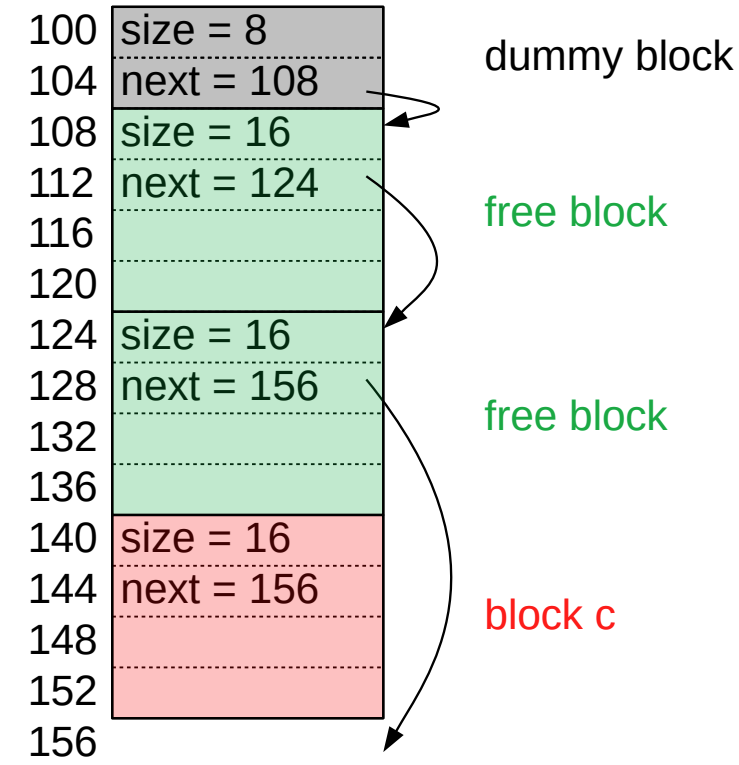 100 size = 8
dummy block
104 next = 108
108 size = 16
112 next = 124
free block
116
120
124 size = 16
128 next = 156
free block
132
136
140 size = 16
144 next = 156
block c
148
152
156